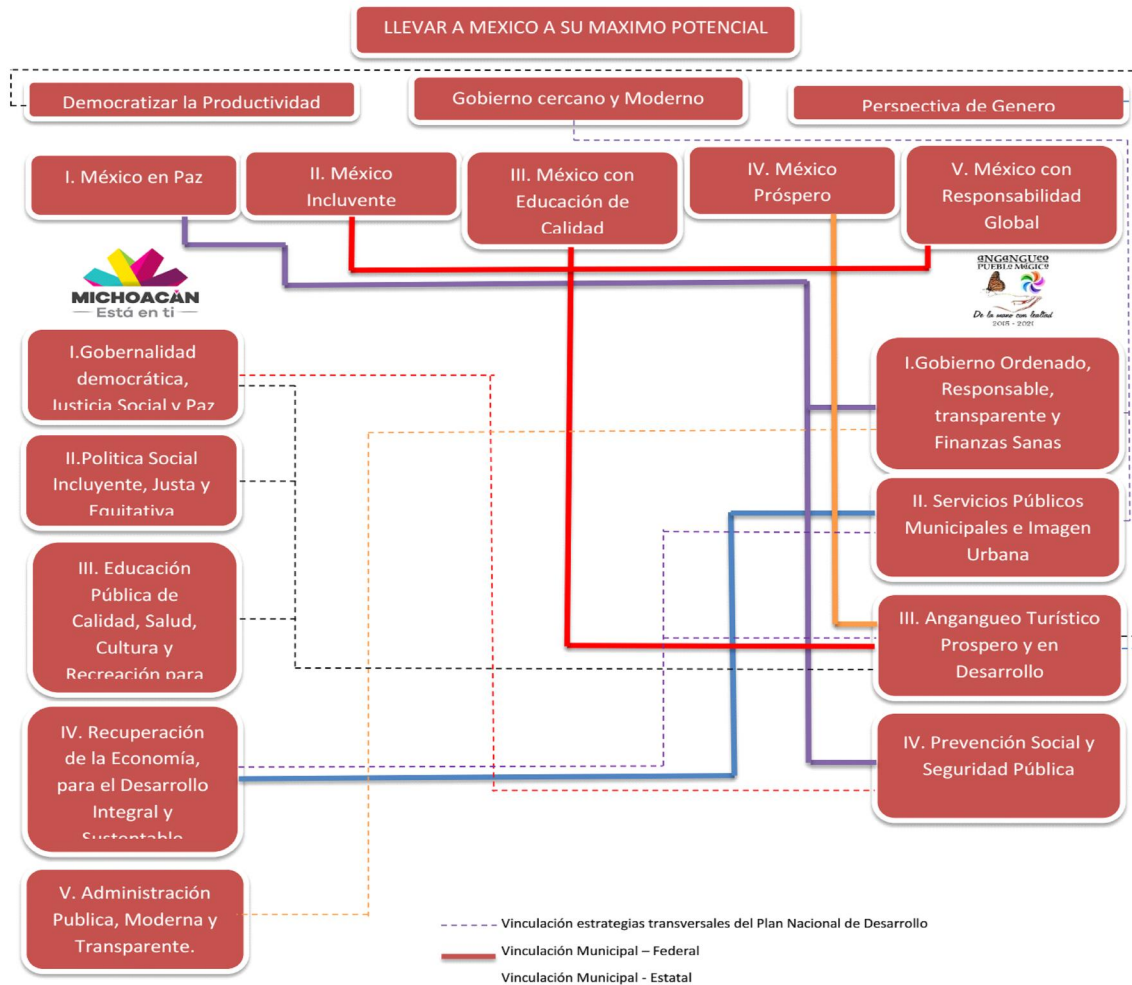 LLEVAR A MEXICO A SU MAXIMO POTENCIAL
Democratizar la Productividad
Gobierno cercano y Moderno
Perspectiva de Genero
I. México en Paz
II. México
Incluyente
III. México con
Educación de
Calidad
IV. México
Próspero
V. México con
Responsabilidad
Global
MICHOACÁN
Está en ti
angangueo
PUEBLO MÁGICO
De la mano con lealtad
2018 - 2021
I.Gobernalidad
democrática,
Justicia Social y Paz
II.Politica Social
Incluyente, Justa y
Equitativa
III. Educación
Pública de
Calidad, Salud,
Cultura y
Recreación para
IV. Recuperación
de la Economía,
para el Desarrollo
Integral y
Sustentable
V. Administración
Publica, Moderna y
Transparente.
I.Gobierno Ordenado,
Responsable,
transparente y
Finanzas Sanas
II. Servicios Públicos
Municipales e Imagen
Urbana
III. Angangueo Turístico
Prospero y en
Desarrollo
IV. Prevención Social y
Seguridad Pública
Vinculación estrategias transversales del Plan Nacional de Desarrollo
Vinculación Municipal – Federal
Vinculación Municipal - Estatal